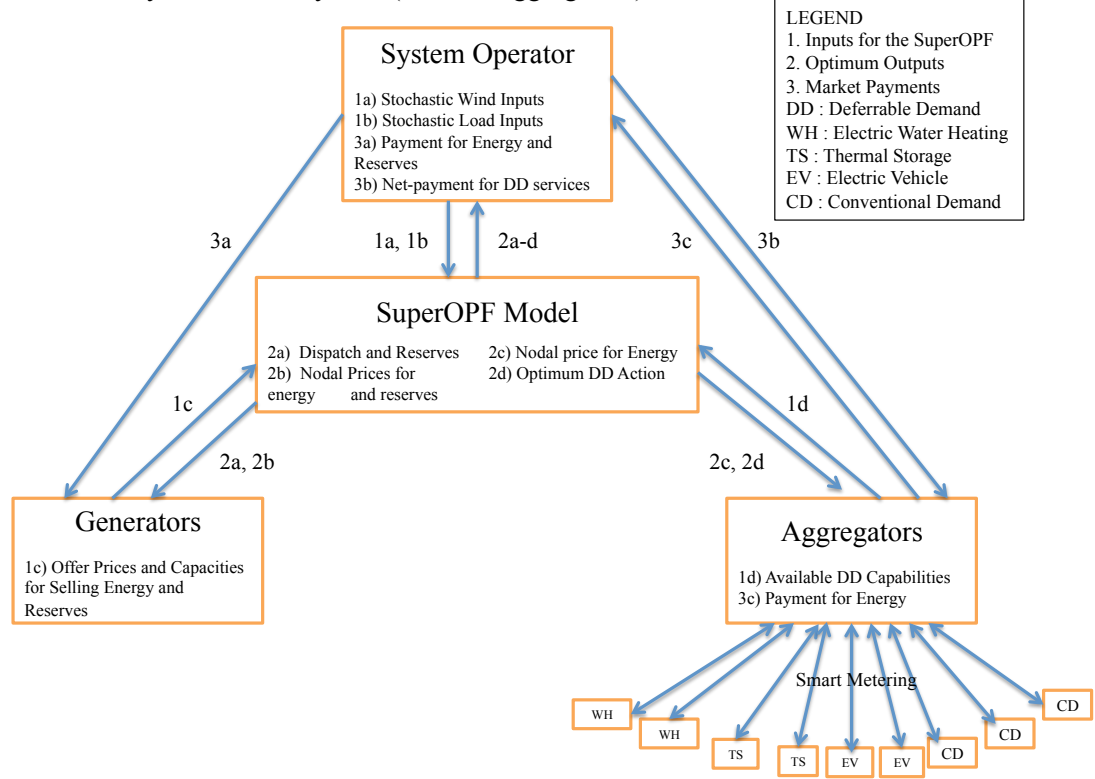 LEGEND
1. Inputs for the SuperOPF
2. Optimum Outputs
3. Market Payments
DD : Deferrable Demand
WH : Electric Water Heating
TS : Thermal Storage
EV : Electric Vehicle
CD : Conventional Demand
System Operator
1a) Stochastic Wind Inputs
1b) Stochastic Load Inputs
3a) Payment for Energy and
Reserves
3b) Net-payment for DD services
3a
1a, 1b
2a-d
3c
3b
SuperOPF Model
2a) Dispatch and Reserves
2b) Nodal Prices for
energy and reserves
2c) Nodal price for Energy
2d) Optimum DD Action
1c
2a, 2b
1d
2c, 2d
Generators
1c) Offer Prices and Capacities
for Selling Energy and
Reserves
Aggregators
1d) Available DD Capabilities
3c) Payment for Energy
Smart Metering
WH
WH
TS
TS
EV
EV
CD
CD
CD